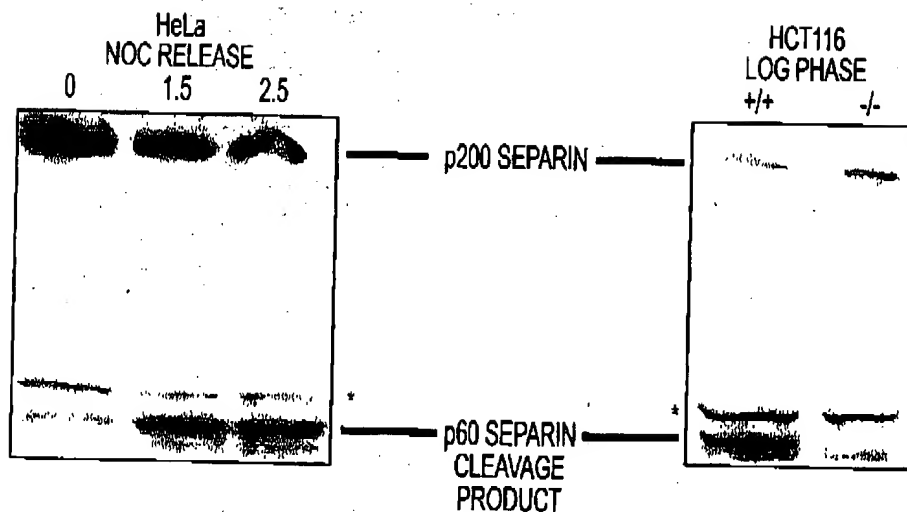 HeLa
NOC RELEASE
0 1.5 2.5
HCT116
LOG PHASE
+/+ -/-
p200 SEPARIN
*
*
p60 SEPARIN
CLEAVAGE
PRODUCT